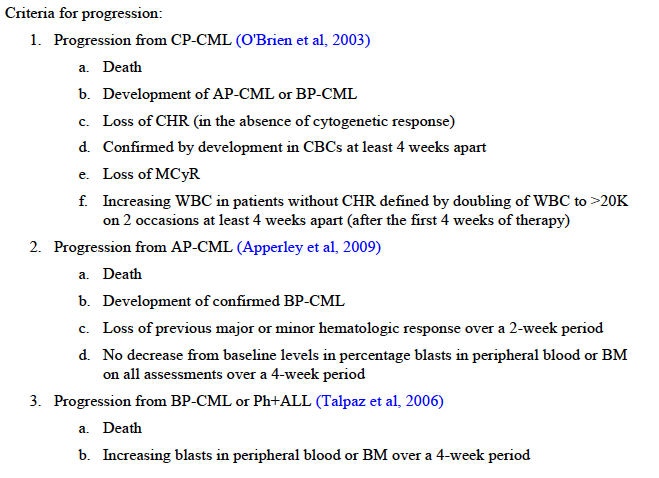 Criteria for progression:
1. Progression from CP-CML (O'Brien et al, 2003)
a. Death
b. Development of AP-CML or BP-CML
c. Loss of CHR (in the absence of cytogenetic response)
d. Confirmed by development in CBCs at least 4 weeks apart
e. Loss of MCyR
f. Increasing WBC in patients without CHR defined by doubling of WBC to >20K
on 2 occasions at least 4 weeks apart (after the first 4 weeks of therapy)
2. Progression from AP-CML (Apperley et al, 2009)
a. Death
b. Development of confirmed BP-CML
c. Loss of previous major or minor hematologic response over a 2-week period
d. No decrease from baseline levels in percentage blasts in peripheral blood or BM
on all assessments over a 4-week period
3. Progression from BP-CML or Ph+ALL (Talpaz et al, 2006)
a. Death
b. Increasing blasts in peripheral blood or BM over a 4-week period